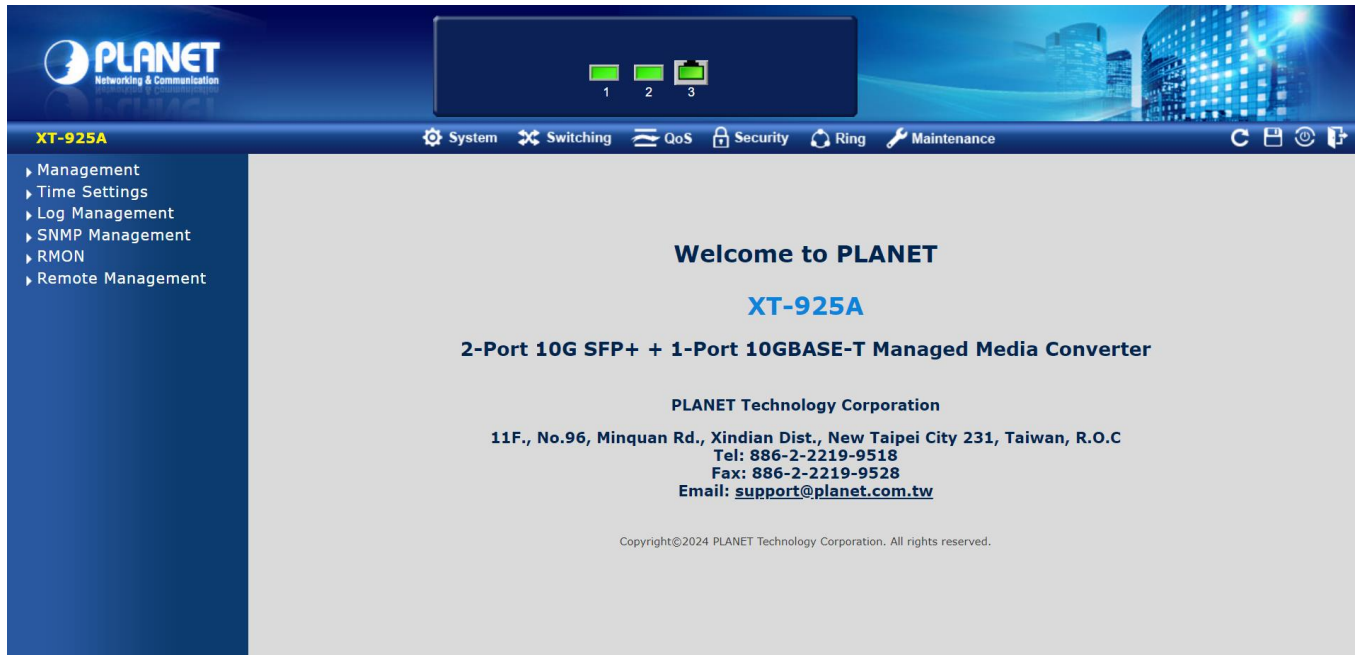 PLANET
Networking & Communication
1 2 3
XT-925A
System Switching QoS Security Ring Maintenance
Management
Time Settings
Log Management
SNMP Management
RMON
Remote Management
Welcome to PLANET
XT-925A
2-Port 10G SFP+ + 1-Port 10GBASE-T Managed Media Converter
PLANET Technology Corporation
11F., No.96, Minquan Rd., Xindian Dist., New Taipei City 231, Taiwan, R.O.C
Tel: 886-2-2219-9518
Fax: 886-2-2219-9528
Email: support@planet.com.tw
Copyright©2024 PLANET Technology Corporation. All rights reserved.